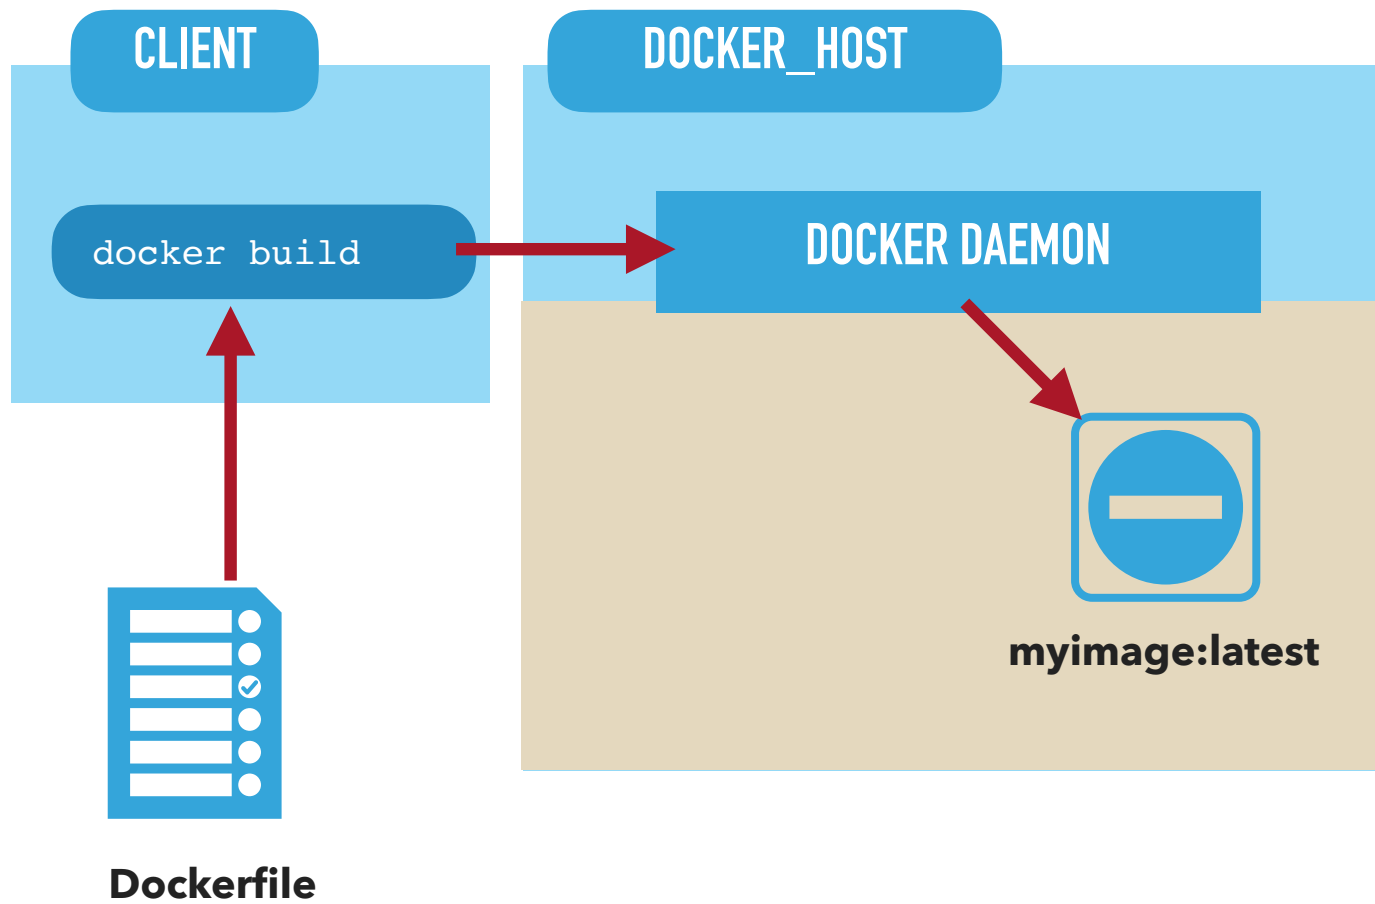 CLIENT
DOCKER_HOST
docker build
DOCKER DAEMON
myimage:latest
Dockerfile